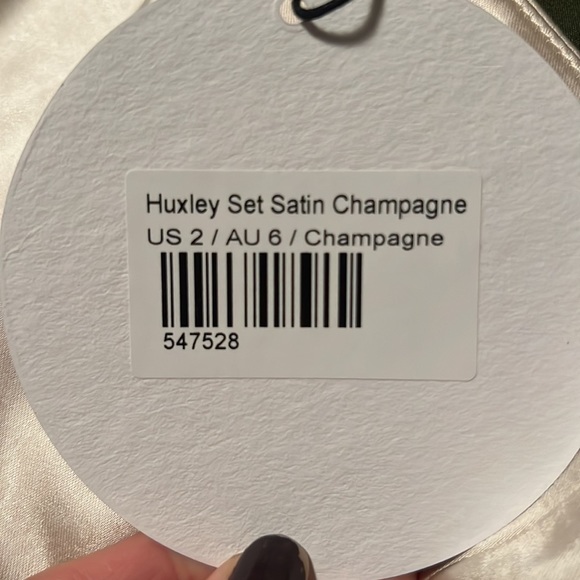 Huxley Set Satin Champagne
US 2 / AU 6 / Champagne
547528